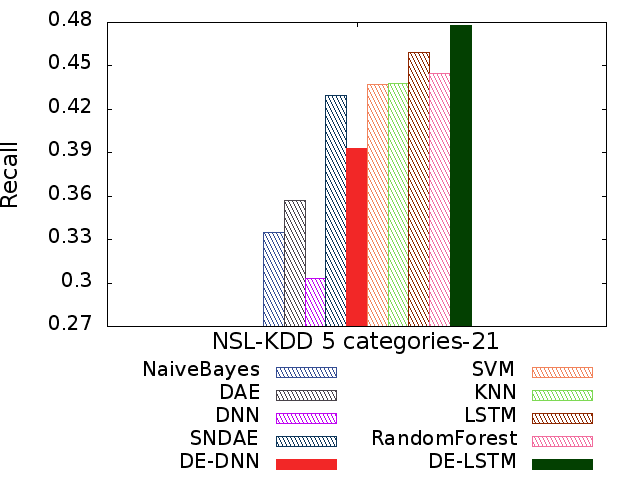 0.48
0.45
0.42
0.39
0.36
0.33
0.3
0.27
Recall
NSL-KDD 5 categories-21
NaiveBayes
DAE
DNN
SNDAE
DE-DNN
SVM
KNN
LSTM
RandomForest
DE-LSTM